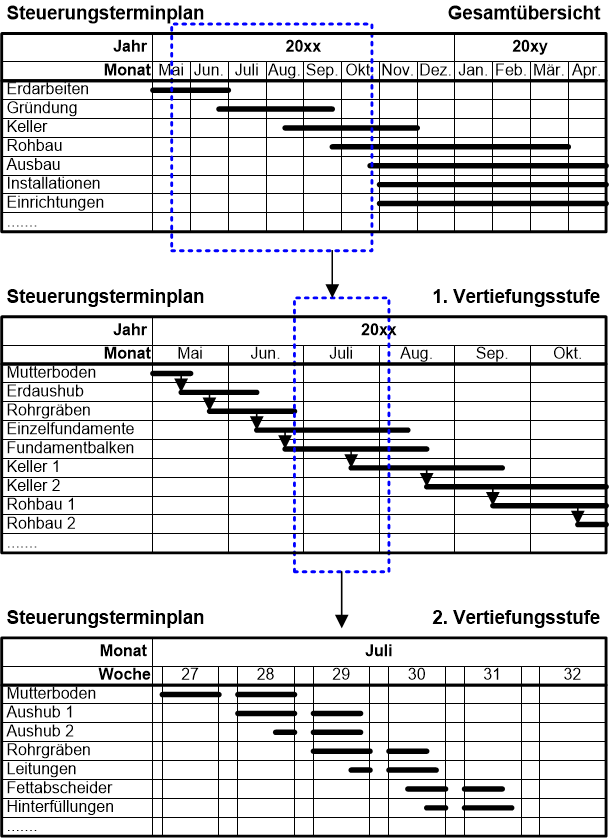 Steuerungsterminplan Gesamtübersicht
Jahr 20xx 20xy
Monat Mai Jun. Juli Aug. Sep. Okt Nov. Dez. Jan. Feb. Mär. Apr.
Erdarbeiten
Gründung
Keller
Rohbau
Ausbau
Installationen
Einrichtungen
.......
Steuerungsterminplan 1. Vertiefungsstufe
Jahr 20xx
Monat Mai Jun. Juli Aug. Sep. Okt.
Mutterboden
Erdaushub
Rohrgräben
Einzelfundamente
Fundamentbalken
Keller 1
Keller 2
Rohbau 1
Rohbau 2
.......
Steuerungsterminplan 2. Vertiefungsstufe
Monat Juli
Woche 27 28 29 30 31 32
Mutterboden
Aushub 1
Aushub 2
Rohrgräben
Leitungen
Fettabscheider
Hinterfüllungen
.......